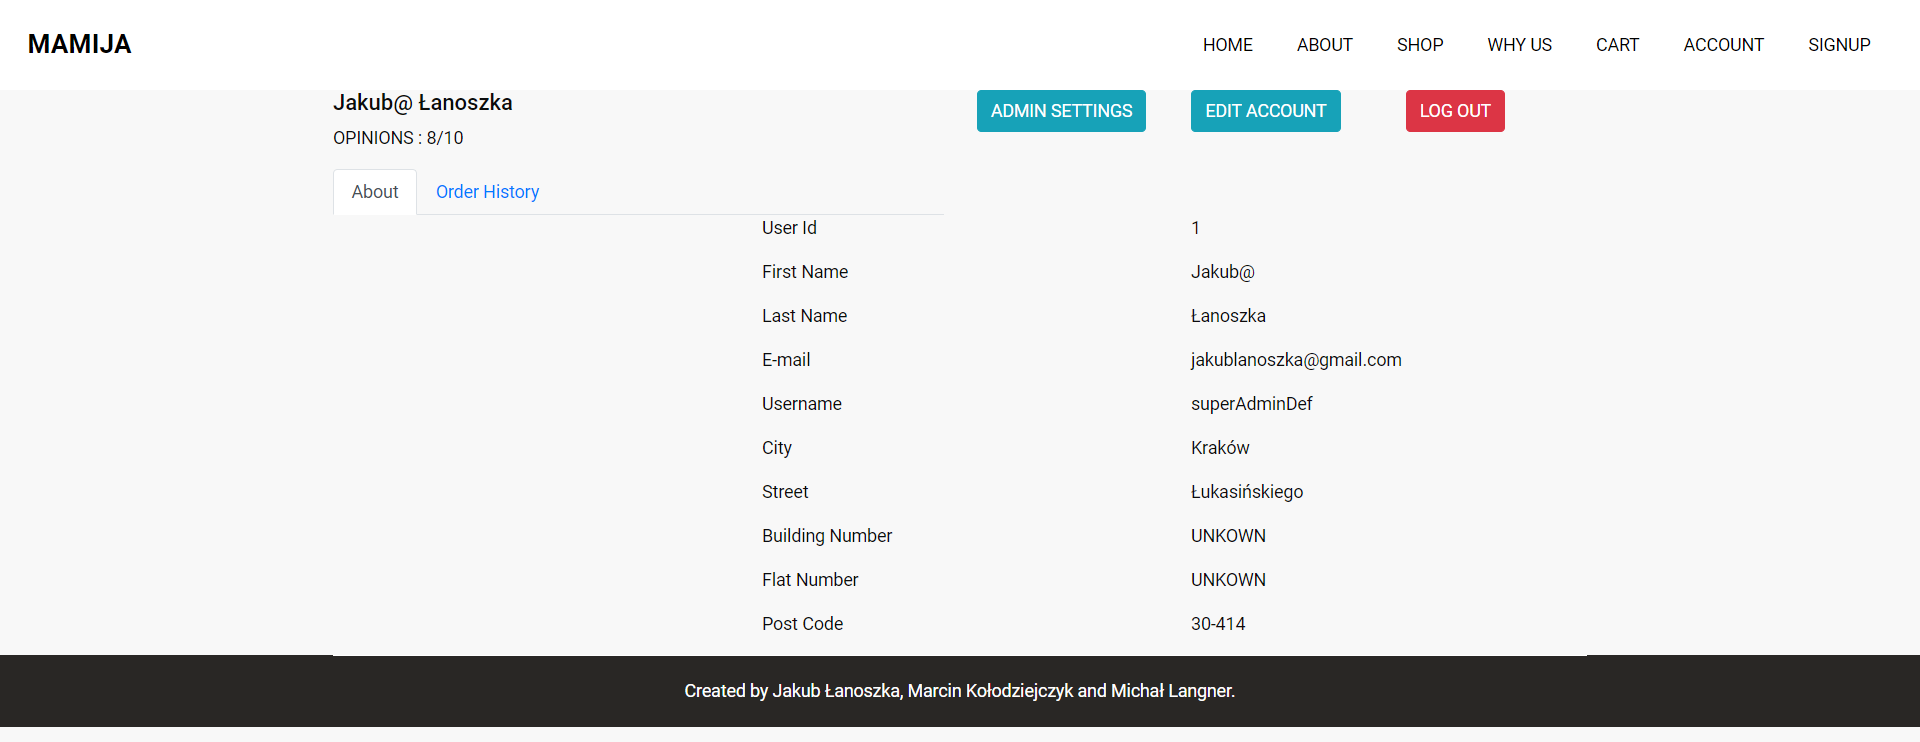 MAMIJA
HOME ABOUT SHOP WHY US CART ACCOUNT SIGNUP
Jakub@ Łanoszka
OPINIONS : 8/10
ADMIN SETTINGS EDIT ACCOUNT LOG OUT
About Order History
User Id 1
First Name Jakub@
Last Name Łanoszka
E-mail jakublanoszka@gmail.com
Username superAdminDef
City Kraków
Street Łukasińskiego
Building Number UNKOWN
Flat Number UNKOWN
Post Code 30-414
Created by Jakub Łanoszka, Marcin Kołodziejczyk and Michał Langner.